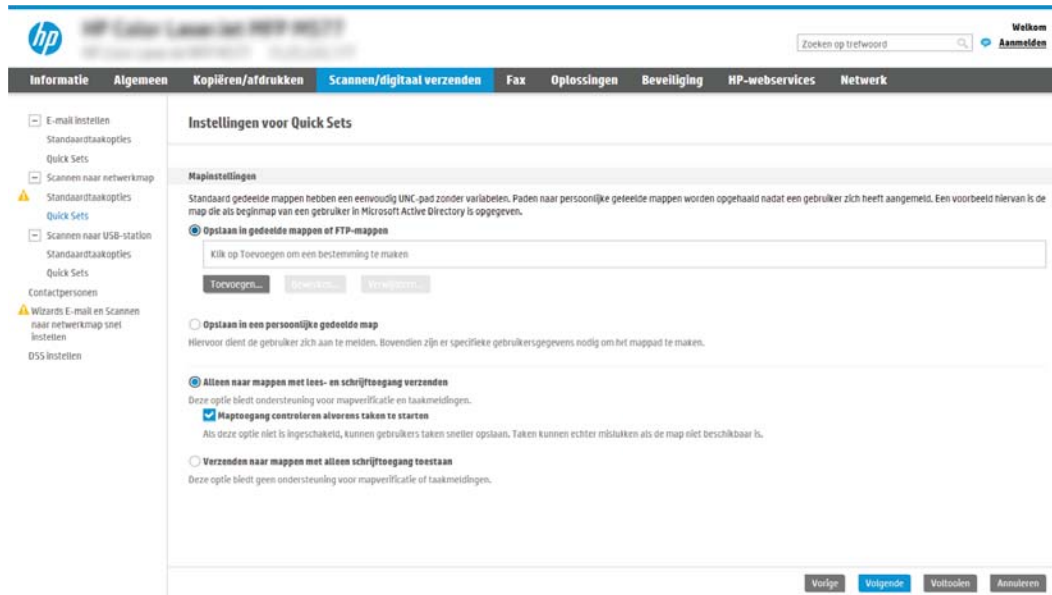 hp
Welkom
Zoeken op trefwoord
Aanmelden
Informatie Algemeen Kopiëren/afdrukken Scannen/digitaal verzenden Fax Oplossingen Beveiliging HP-webservices Netwerk
E-mail instellen
Standaardtaakopties
Quick Sets
Scannen naar netwerkmap
Standaardtaakopties
Quick Sets
Scannen naar USB-station
Standaardtaakopties
Quick Sets
Contactpersonen
Wizards E-mail en Scannen
naar netwerkmap snel
instellen
DSS instellen
Instellingen voor Quick Sets
Mapinstellingen
Standaard gedeelde mappen hebben een eenvoudig UNC-pad zonder variabelen. Paden naar persoonlijke geleelde mappen worden opgehaald nadat een gebruiker zich heeft aangemeld. Een voorbeeld hiervan is de
map die als beginmap van een gebruiker in Microsoft Active Directory is opgegeven.
Opslaan in gedeelde mappen of FTP-mappen
Klik op Toevoegen om een bestemming te maken
Toevoegen... Bewerken... Verwijderen...
Opslaan in een persoonlijke gedeelde map
Hiervoor dient de gebruiker zich aan te melden. Bovendien zijn er specifieke gebruikersgegevens nodig om het mappad te maken.
Alleen naar mappen met lees- en schrijftoegang verzenden
Deze optie biedt ondersteuning voor mapverificatie en taakmeldingen.
Maptoegang controleren alvorens taken te starten
Als deze optie niet is ingeschakeld, kunnen gebruikers taken sneller opslaan. Taken kunnen echter mislukken als de map niet beschikbaar is.
Verzenden naar mappen met alleen schrijftoegang toestaan
Deze optie biedt geen ondersteuning voor mapverificatie of taakmeldingen.
Vorige Volgende Voltooien Annuleren